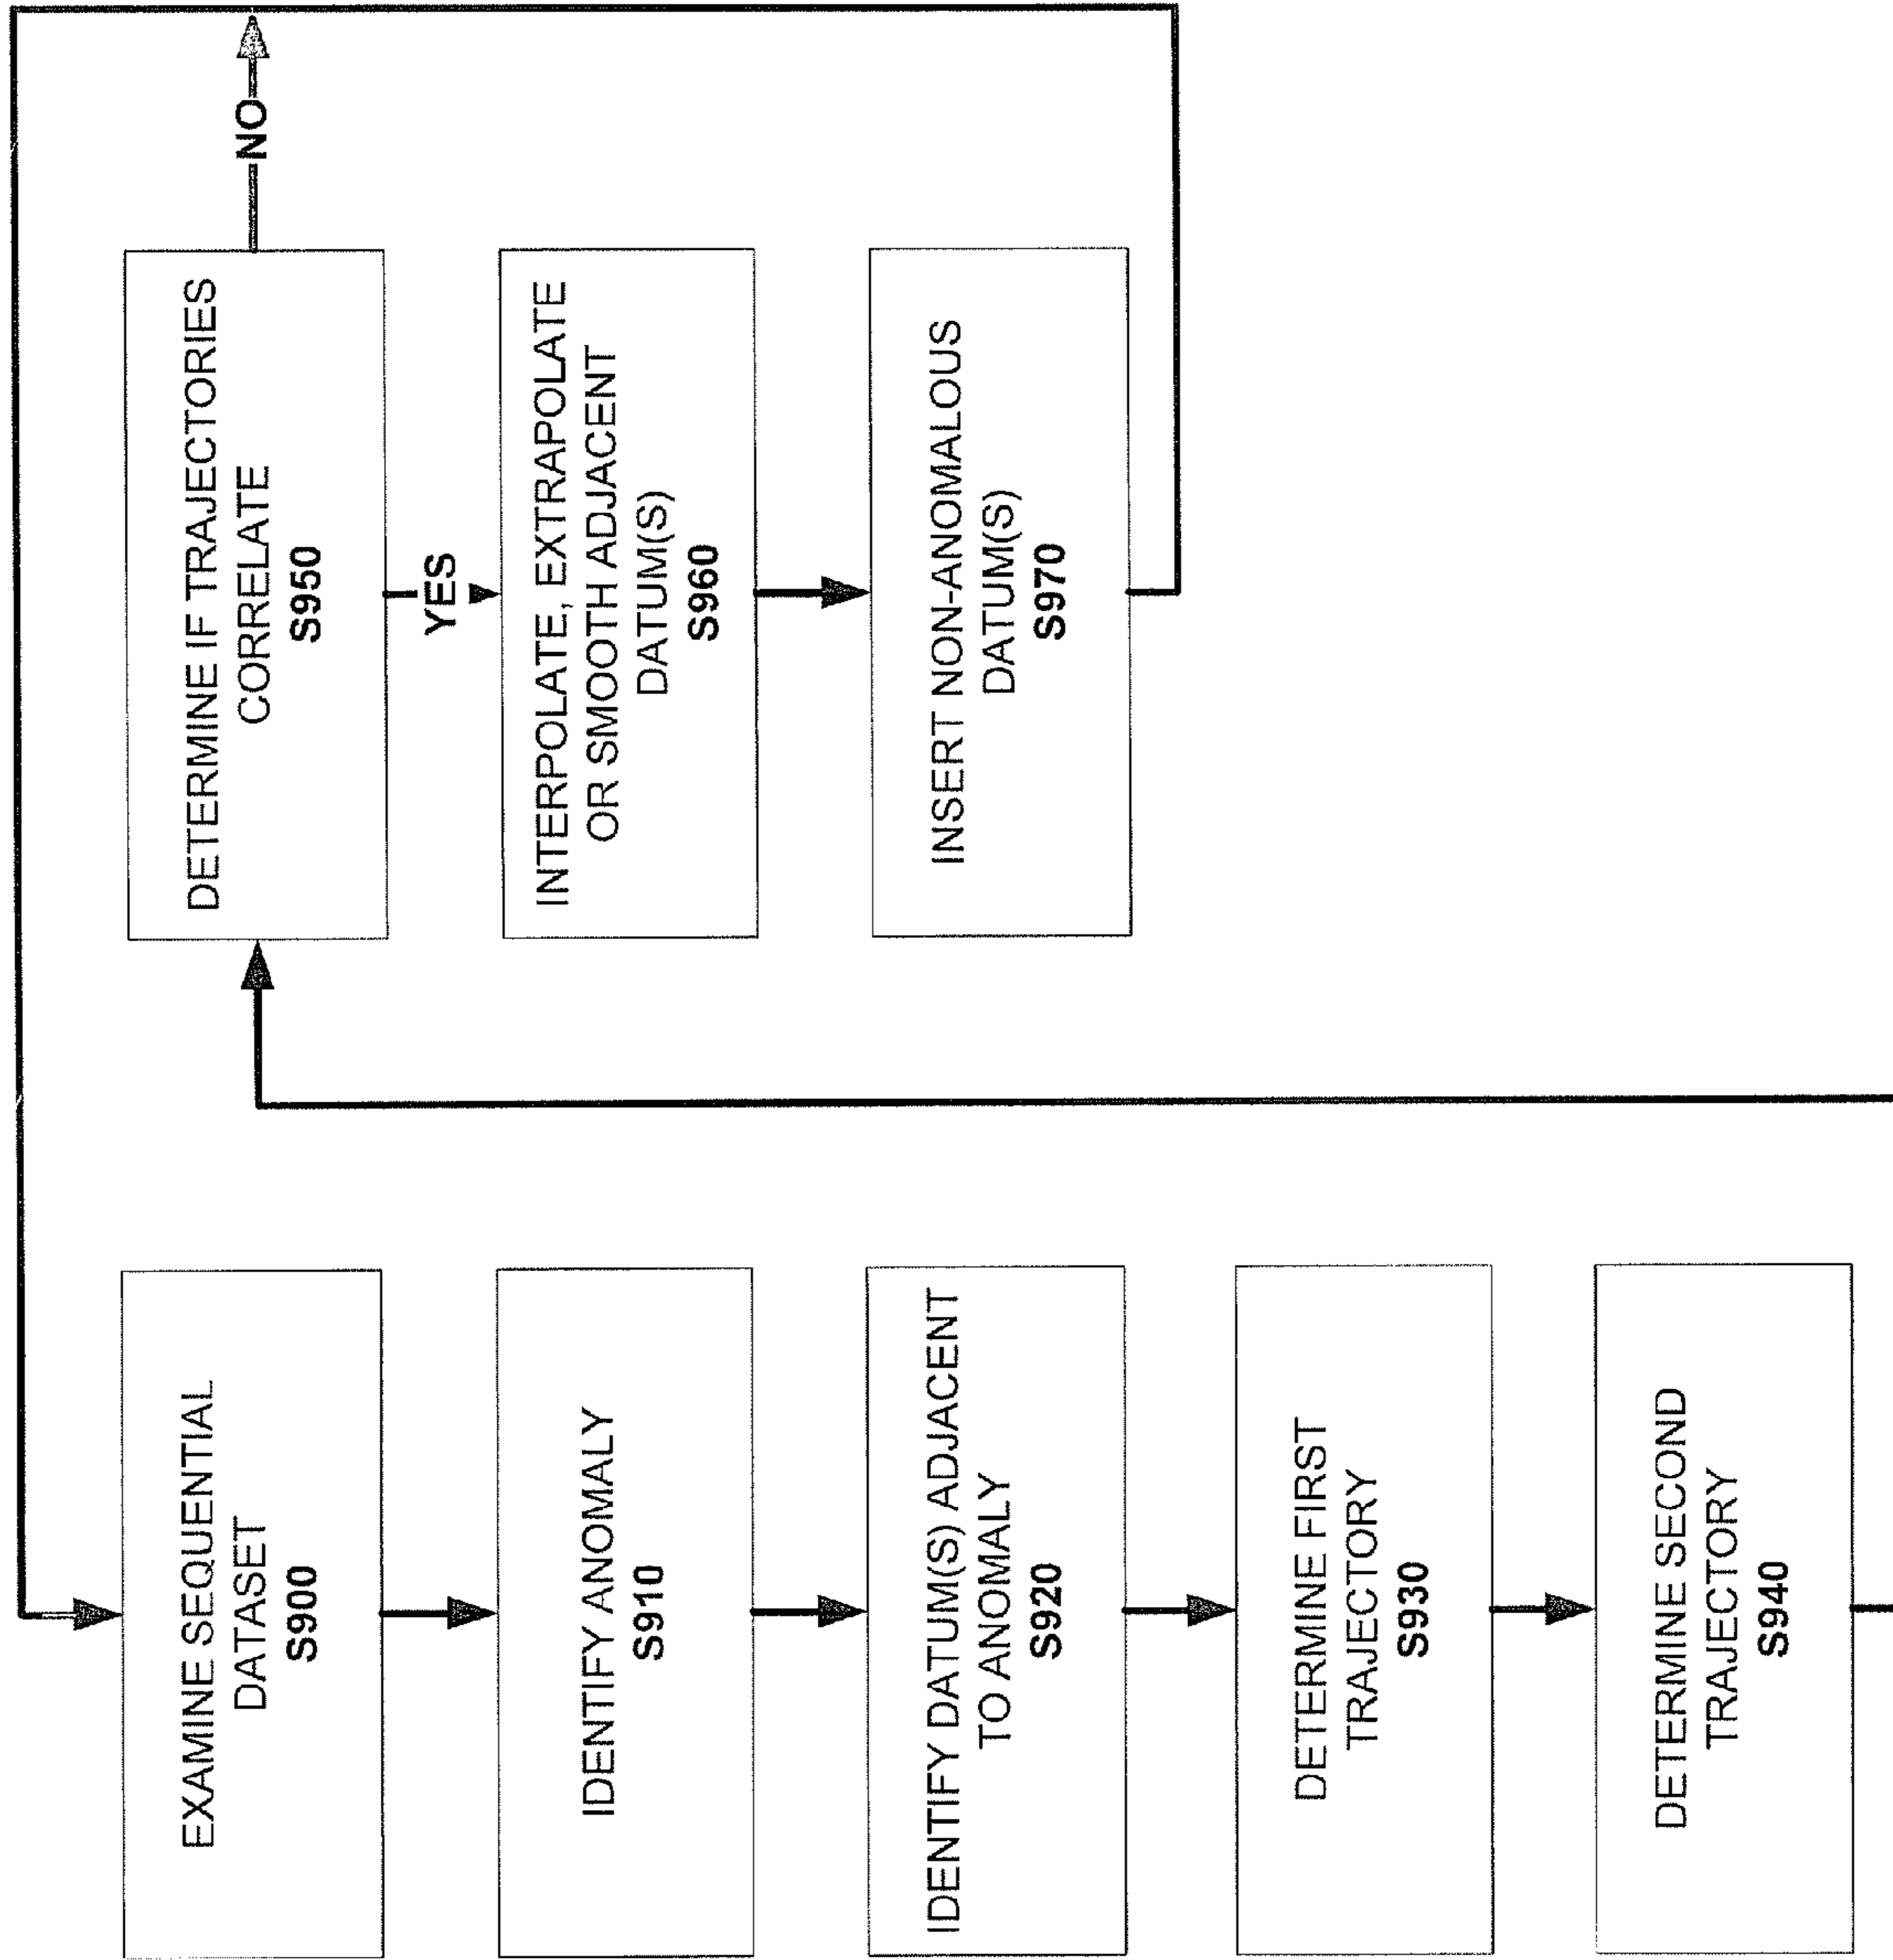 EXAMINE SEQUENTIAL
DATASET
S900
IDENTIFY ANOMALY
S910
IDENTIFY DATUM(S) ADJACENT
TO ANOMALY
S920
DETERMINE FIRST
TRAJECTORY
S930
DETERMINE SECOND
TRAJECTORY
S940
DETERMINE IF TRAJECTORIES
CORRELATE
S950
NO
YES
INTERPOLATE, EXTRAPOLATE
OR SMOOTH ADJACENT
DATUM(S)
S960
INSERT NON-ANOMALOUS
DATUM(S)
S970